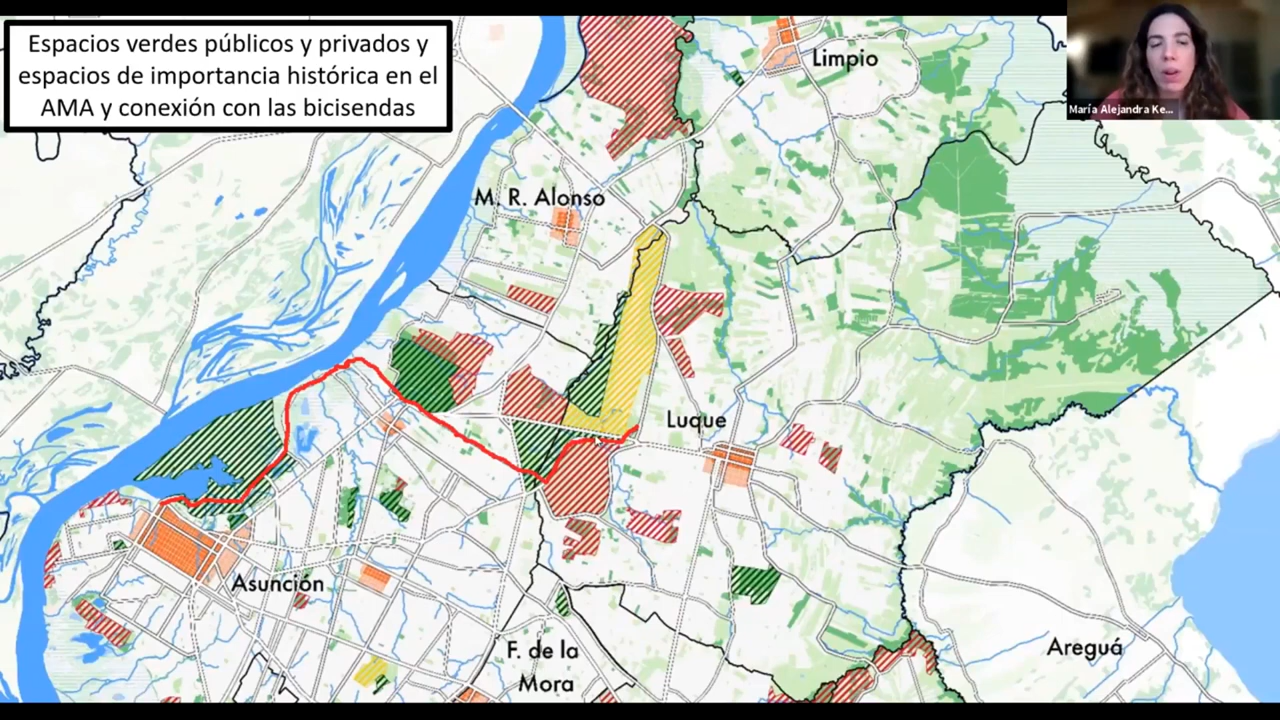 Espacios verdes públicos y privados y
espacios de importancia histórica en el
AMA y conexión con las bicisendas
María Alejandra Ke...
Limpio
M. R. Alonso
Luque
Asunción
F. de la
Mora
Areguá